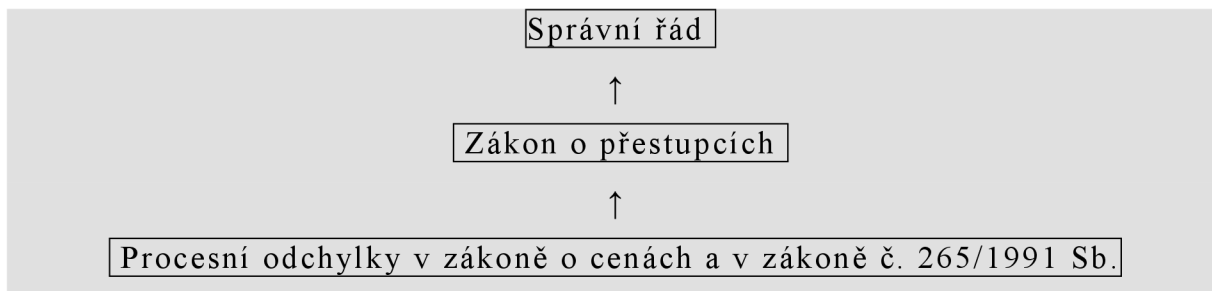 Správní řád
↑
Zákon o přestupcích
↑
Procesní odchylky v zákoně o cenách a v zákoně č. 265/1991 Sb.